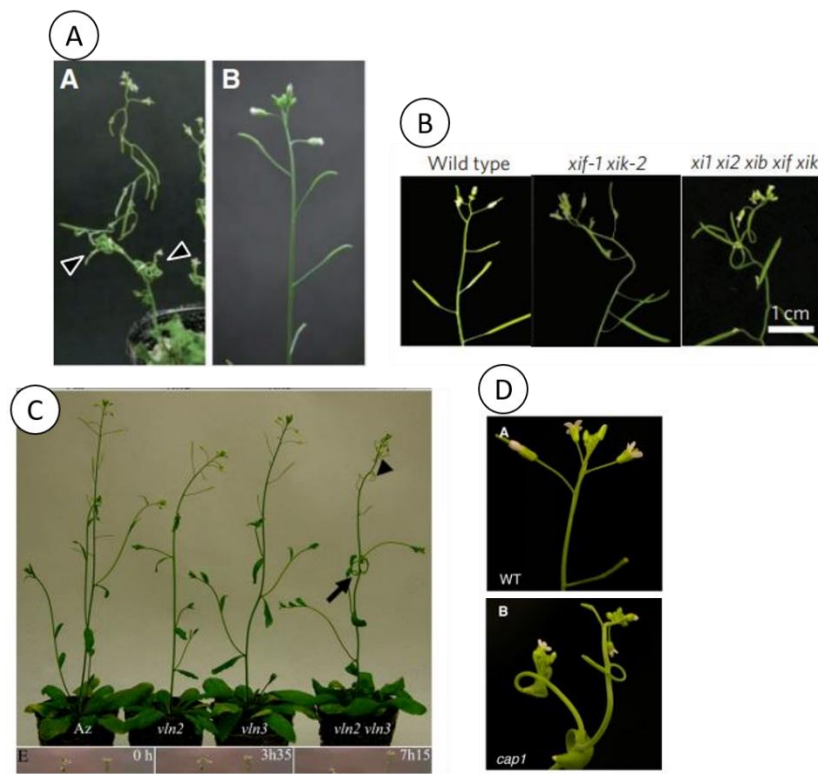 A
A
B
B
Wild type
xif-1 xik-2
xi1 xi2 xib xif xik
1 cm
C
Az
vln2
vln3
vln2 vln3
E
0 h
3h35
7h15
D
A
WT
B
cap1